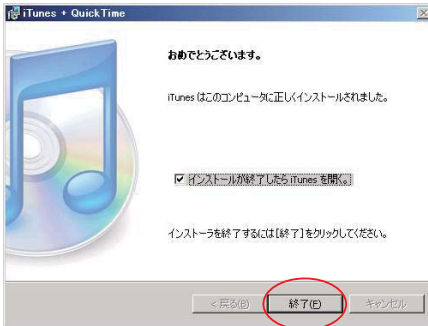 iTunes + QuickTime
おめでとうございます。
iTunes はこのコンピュータに正しくインストールされました。
インストールが終了したら iTunes を開く。
インストーラを終了するには[終了]をクリックしてください。
< 戻る(B)
終了(F)
キャンセル